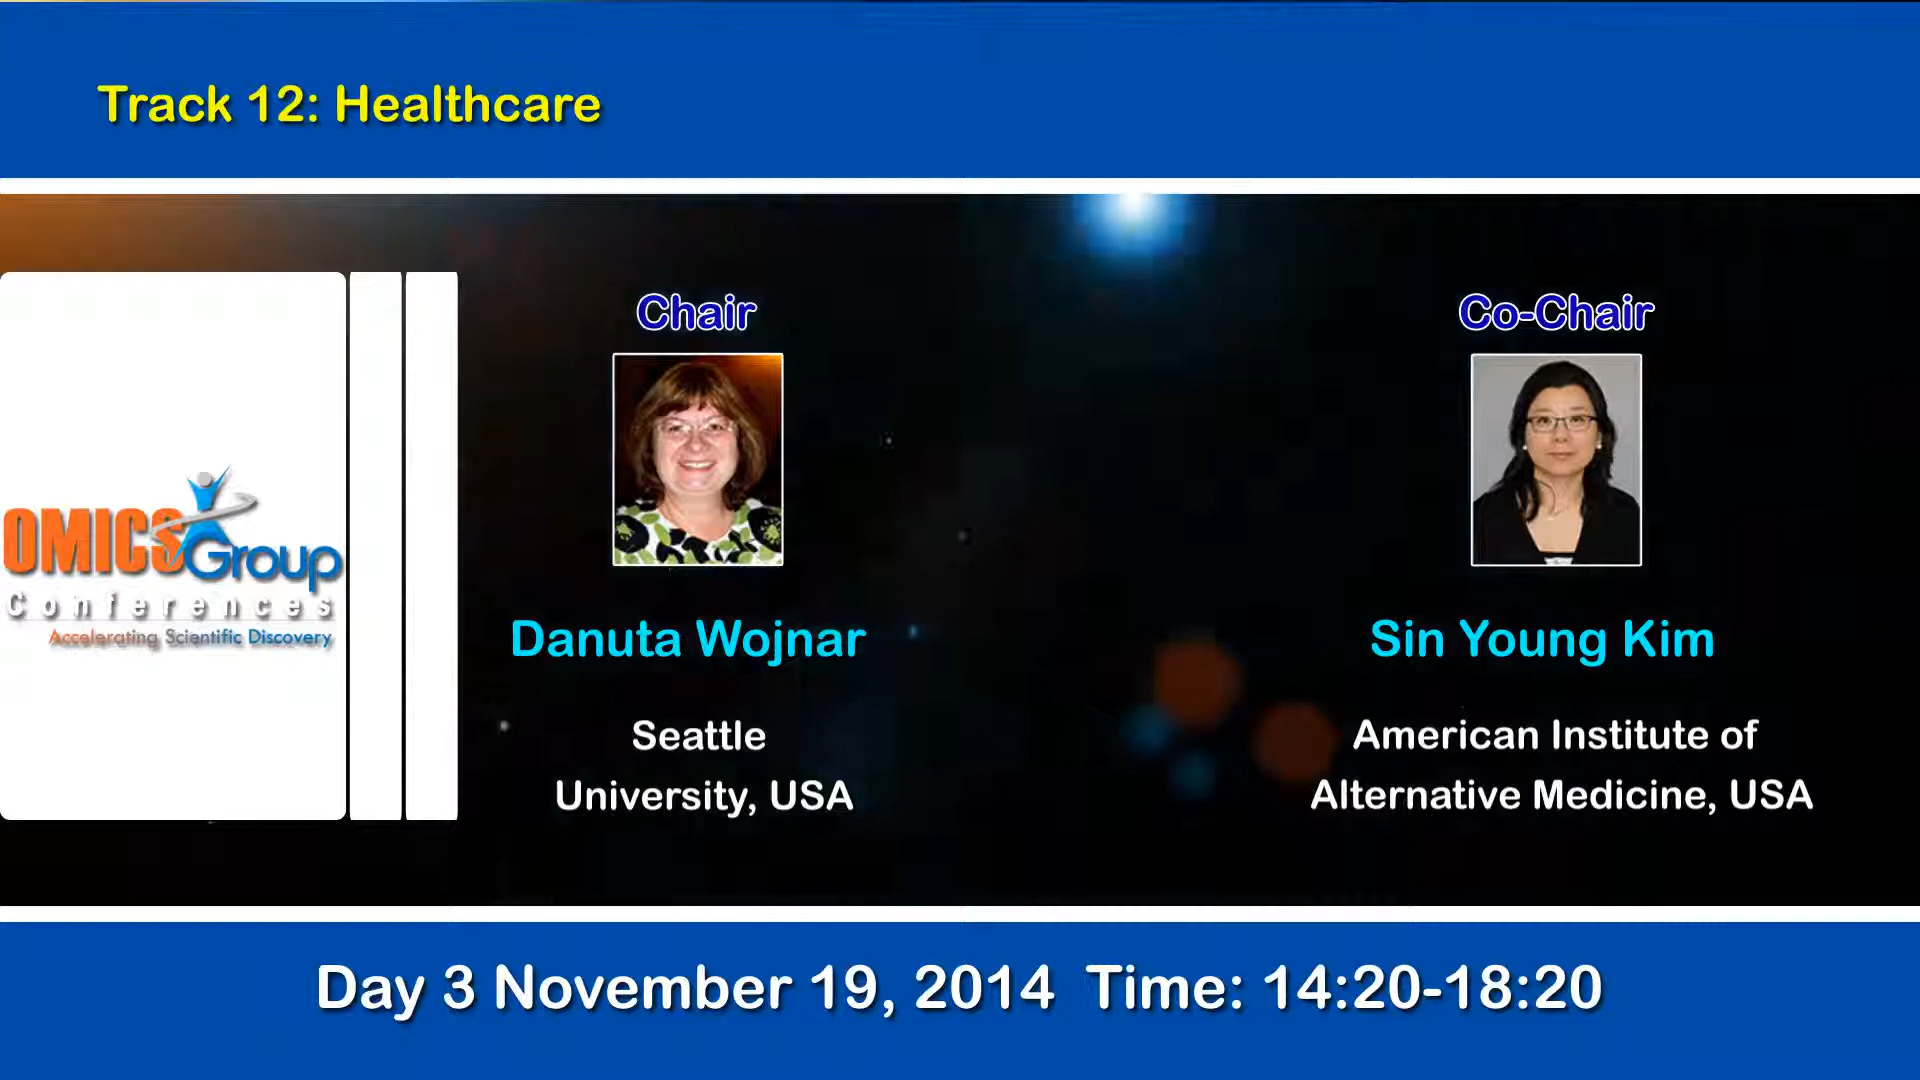 Track 12: Healthcare
Chair
Co-Chair
OMICS Group
Conferences
Accelerating Scientific Discovery
Danuta Wojnar
Sin Young Kim
Seattle
University, USA
American Institute of
Alternative Medicine, USA
Day 3 November 19, 2014 Time: 14:20-18:20